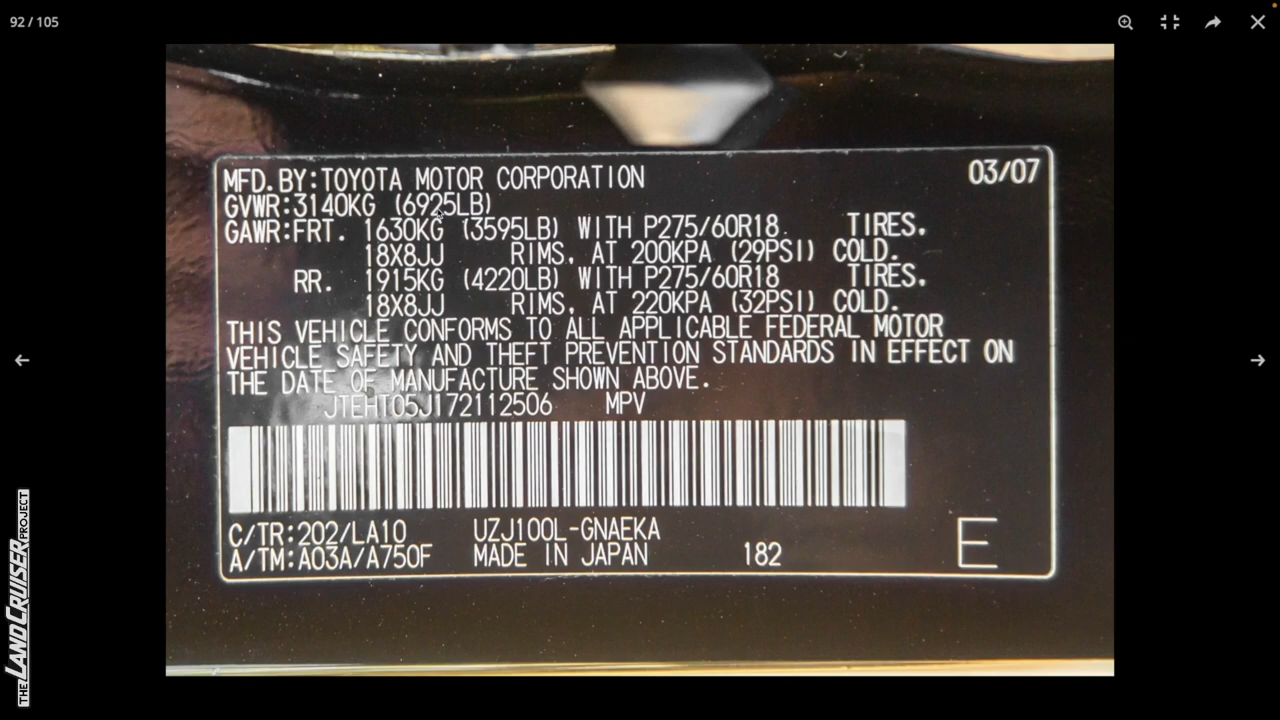 92 / 105
MFD.BY:TOYOTA MOTOR CORPORATION 03/07
GVWR:3140KG (6925LB)
GAWR:FRT. 1630KG (3595LB) WITH P275/60R18 TIRES.
18X8JJ RIMS, AT 200KPA (29PSI) COLD.
RR. 1915KG (4220LB) WITH P275/60R18 TIRES.
18X8JJ RIMS, AT 220KPA (32PSI) COLD.
THIS VEHICLE CONFORMS TO ALL APPLICABLE FEDERAL MOTOR
VEHICLE SAFETY AND THEFT PREVENTION STANDARDS IN EFFECT ON
THE DATE OF MANUFACTURE SHOWN ABOVE.
JTEHT05J172112506 MPV
C/TR:202/LA10 UZJ100L-GNAEKA
A/TM:A03A/A750F MADE IN JAPAN 182 E
THE LAND CRUISER PROJECT